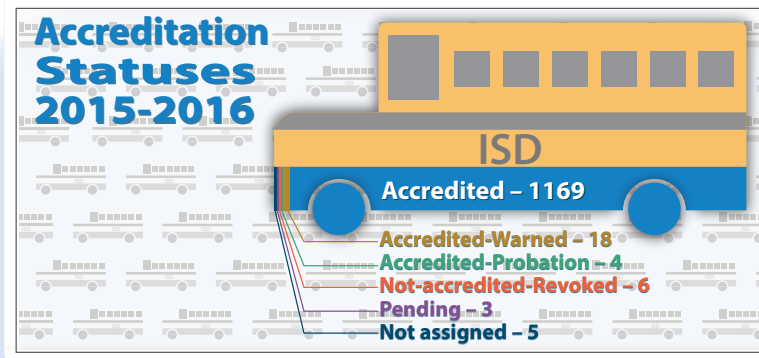 Accreditation
Statuses
2015-2016
ISD
Accredited – 1169
Accredited-Warned – 18
Accredited-Probation – 4
Not-accredited-Revoked – 6
Pending – 3
Not assigned – 5